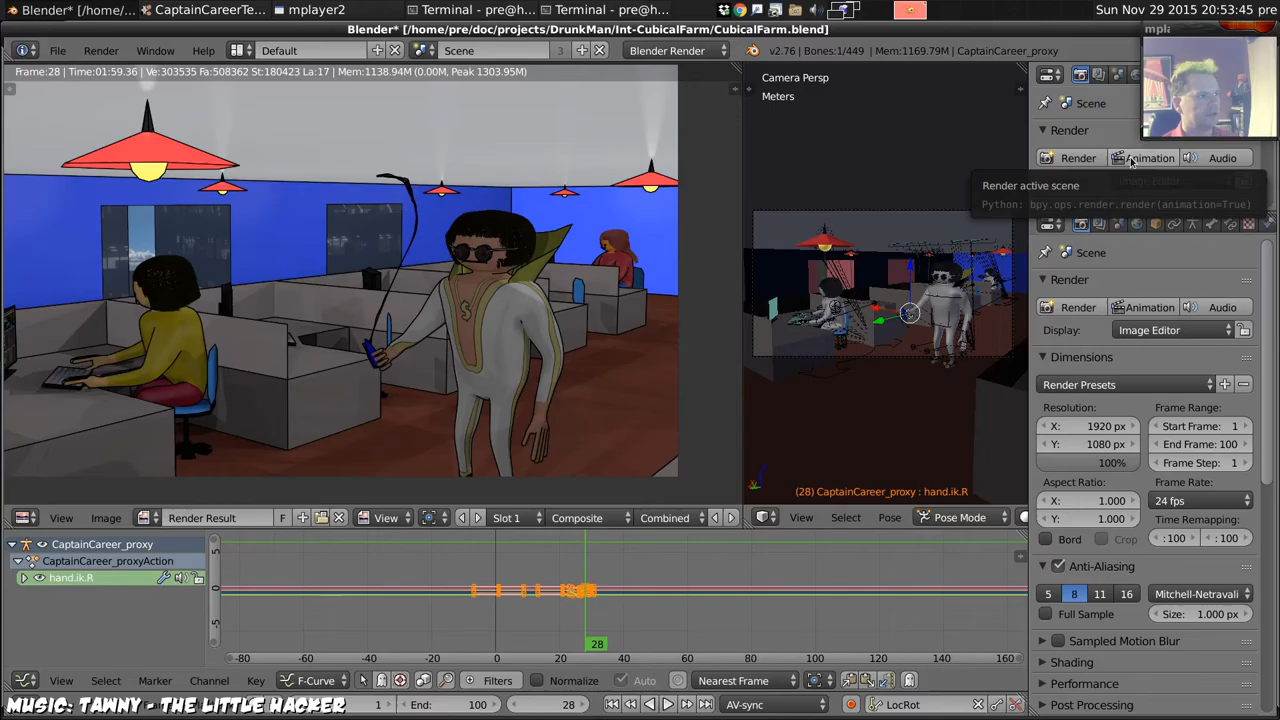 Blender* [/home/pre/doc/p...
CaptainCareerTe...
mplayer2
Terminal - pre@h...
Terminal - pre@h...
Sun Nov 29 2015 20:53:45 pre
Blender* [/home/pre/doc/projects/DrunkMan/Int-CubicalFarm/CubicalFarm.blend]
File Render Window Help Default Scene 3 Blender Render v2.76 | Bones:1/449 | Mem:1169.79M | CaptainCareer_proxy
Frame:28 | Time:01:59.36 | Ve:303535 Fa:508362 St:180423 La:17 | Mem:1138.94M (0.00M, Peak 1303.95M)
Camera Persp
Meters
Scene
Render
Render Animation Audio
Render active scene
Python: bpy.ops.render.render(animation=True)
Scene
Render
Render Animation Audio
Display: Image Editor
Dimensions
Render Presets
Resolution: Frame Range:
X: 1920 px Start Frame: 1
Y: 1080 px End Frame: 100
100% Frame Step: 1
Aspect Ratio: Frame Rate:
X: 1.000 24 fps
Y: 1.000 Time Remapping:
Bord Crop : 100 : 100
Anti-Aliasing
5 8 11 16 Mitchell-Netravali
Full Sample Size: 1.000 px
Sampled Motion Blur
Shading
Performance
Post Processing
$
(28) CaptainCareer_proxy : hand.ik.R
View Image Render Result F View Slot 1 Composite Combined
View Select Pose Pose Mode
CaptainCareer_proxy
CaptainCareer_proxyAction
hand.ik.R
5
0
-5
28
-80 -60 -40 -20 0 20 40 60 80 100 120 140 160
View Select Marker Channel Key F-Curve Filters Normalize Auto Nearest Frame
1 End: 100 28 AV-sync LocRot
MUSIC: TAWNY - THE LITTLE HACKER